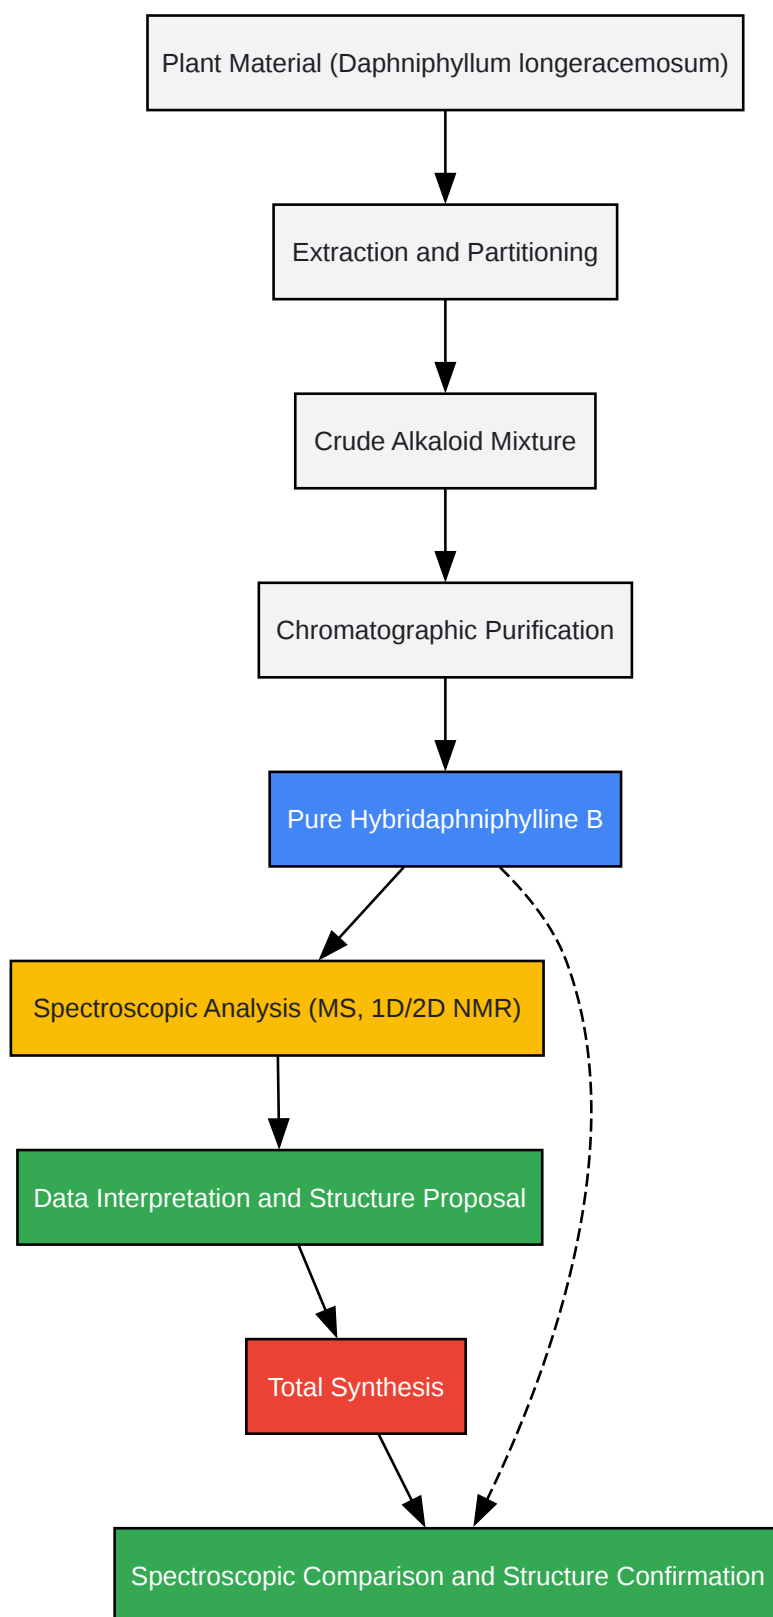 Plant Material (Daphniphyllum longeracemosum)
Extraction and Partitioning
Crude Alkaloid Mixture
Chromatographic Purification
Pure Hybridaphniphylline B
Spectroscopic Analysis (MS, 1D/2D NMR)
Data Interpretation and Structure Proposal
Total Synthesis
Spectroscopic Comparison and Structure Confirmation